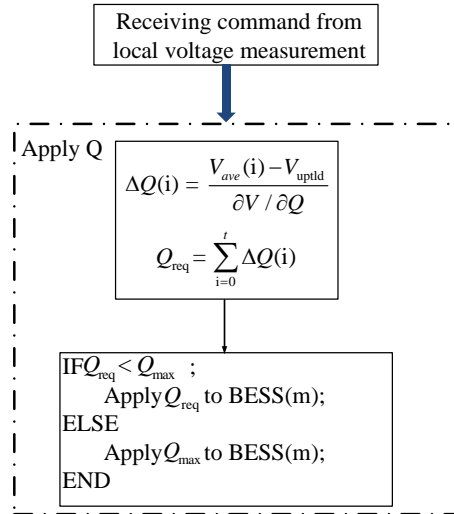 Receiving command from
local voltage measurement
Apply Q
ΔQ(i) = (V_ave(i) − V_uptld) / (∂V / ∂Q)
Q_req = ∑_{i=0}^{t} ΔQ(i)
IF Q_req < Q_max ;
Apply Q_req to BESS(m);
ELSE
Apply Q_max to BESS(m);
END